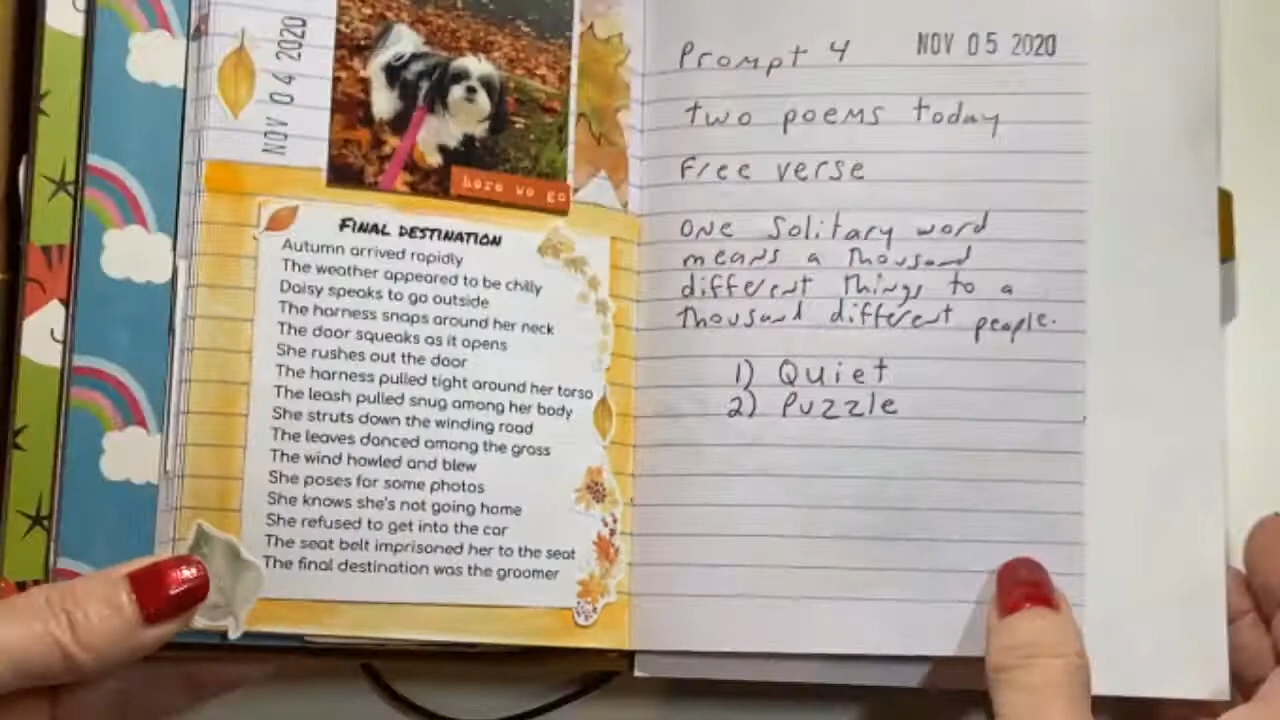 NOV 04 2020
here we go
FINAL DESTINATION
Autumn arrived rapidly
The weather appeared to be chilly
Daisy speaks to go outside
The harness snaps around her neck
The door squeaks as it opens
She rushes out the door
The harness pulled tight around her torso
The leash pulled snug among her body
She struts down the winding road
The leaves danced among the grass
The wind howled and blew
She poses for some photos
She knows she's not going home
She refused to get into the car
The seat belt imprisoned her to the seat
The final destination was the groomer
Prompt 4 NOV 05 2020
two poems today
Free verse
One Solitary word
means a thousand
different things to a
thousand different people.
1) Quiet
2) Puzzle